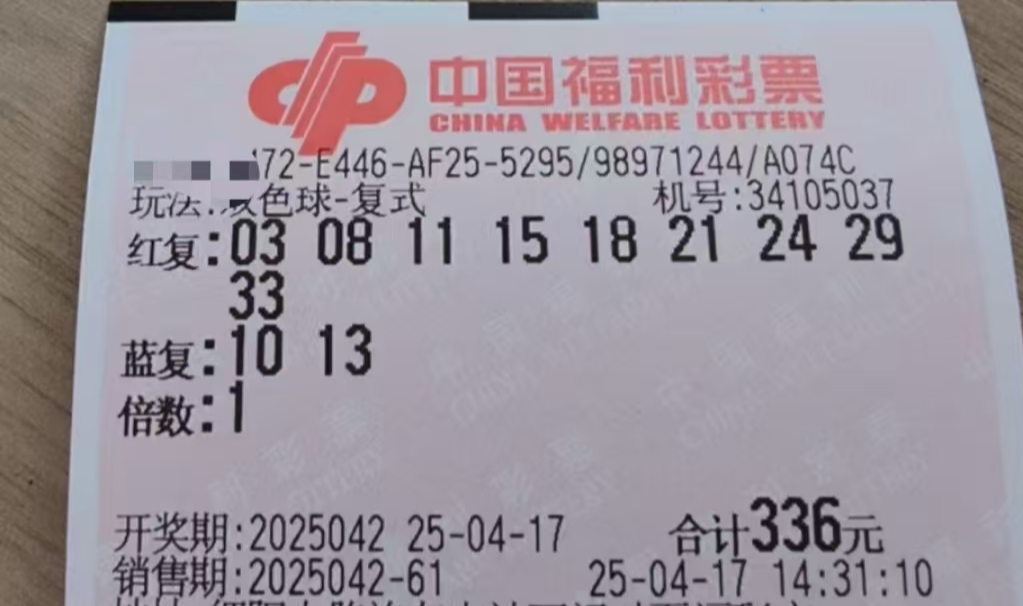 中国福利彩票
CHINA WELFARE LOTTERY
72-E446-AF25-5295/98971244/A074C
玩法:双色球-复式 机号:34105037
红复:03 08 11 15 18 21 24 29
33
蓝复:10 13
倍数:1
开奖期:2025042 25-04-17 合计336元
销售期:2025042-61 25-04-17 14:31:10